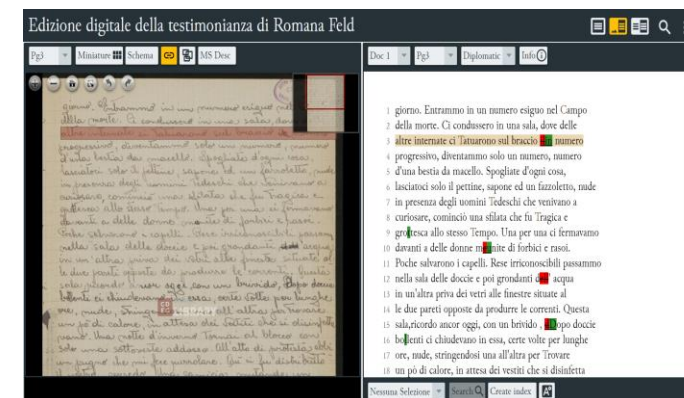 Edizione digitale della testimonianza di Romana Feld
Pg3 Miniature Schema MS Desc
Doc 1 Pg3 Diplomatic Info
1 giorno. Entrammo in un numero esiguo nel Campo
2 della morte. Ci condussero in una sala, dove delle
3 altre internate ci Tatuarono sul braccio un numero
4 progressivo, diventammo solo un numero, numero
5 d'una bestia da macello. Spogliate d'ogni cosa,
6 lasciatoci solo il pettine, sapone ed un fazzoletto, nude
7 in presenza degli uomini Tedeschi che venivano a
8 curiosare, cominciò una sfilata che fu Tragica e
9 grottesca allo stesso Tempo. Una per una ci fermavamo
10 davanti a delle donne munite di forbici e rasoi.
11 Poche salvarono i capelli. Rese irriconoscibili passammo
12 nella sala delle doccie e poi grondanti acqua
13 in un'altra priva dei vetri alle finestre situate al
14 le due pareti opposte da produrre le correnti. Questa
15 sala,ricordo ancor oggi, con un brivido , Dopo doccie
16 bollenti ci chiudevano in essa, certe volte per lunghe
17 ore, nude, stringendosi una all'altra per Trovare
18 un pò di calore, in attesa dei vestiti che si disinfetta
Nessuna Selezione Search Create index